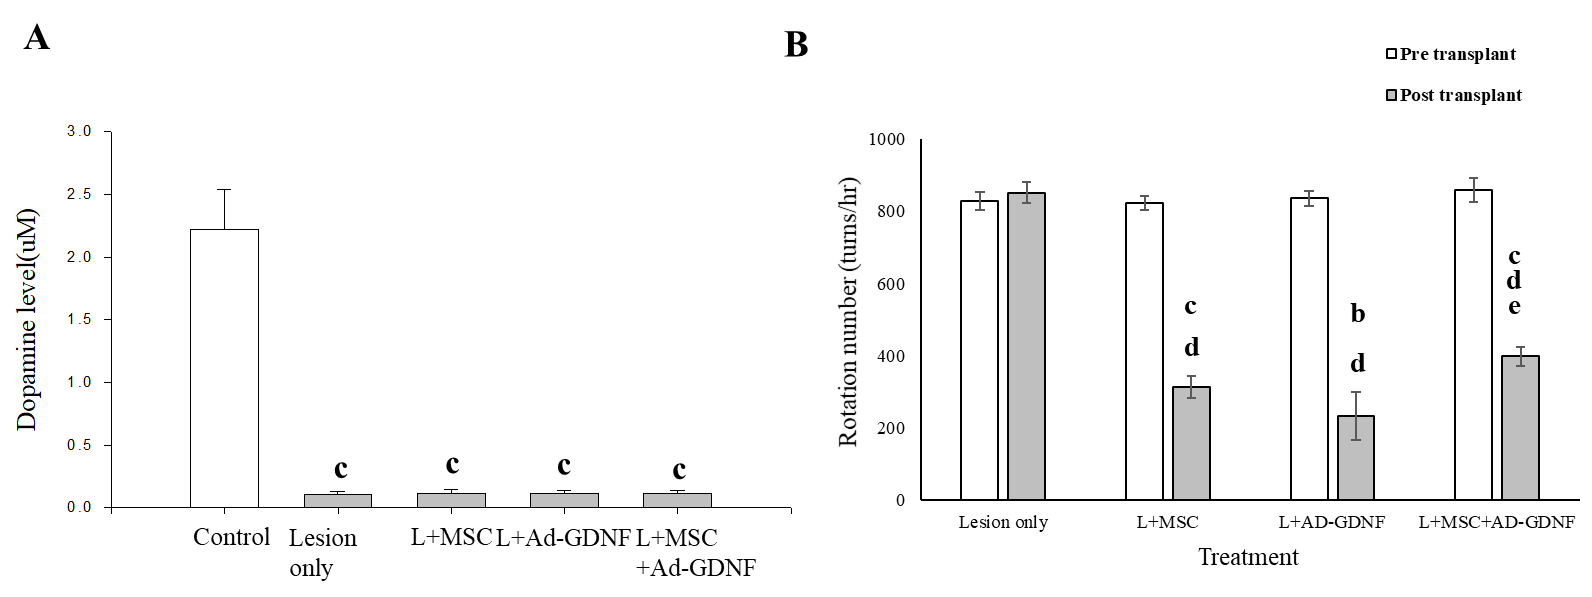 A
Dopamine level(uM)
3.0
2.5
2.0
1.5
1.0
0.5
0.0
c
c
c
c
Control
Lesion
only
L+MSC
L+Ad-GDNF
L+MSC
+Ad-GDNF
B
Pre transplant
Post transplant
Rotation number (turns/hr)
1000
800
600
400
200
0
c
d
b
d
c
d
e
Lesion only
L+MSC
L+AD-GDNF
L+MSC+AD-GDNF
Treatment